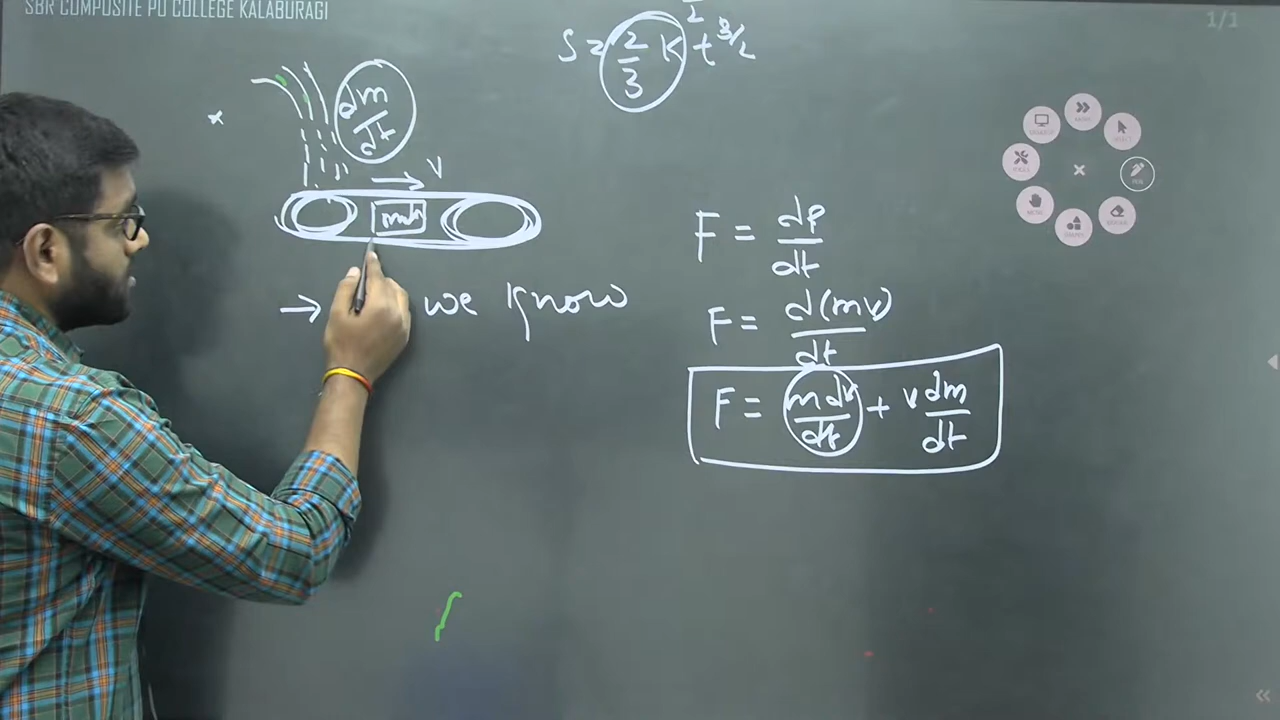 SBR COMPOSITE PU COLLEGE KALABURAGI
1/1
S = 2/3 K t^3/2
dm/dt
V
→ we know
F = dp/dt
F = d(mv)/dt
F = m dv/dt + v dm/dt